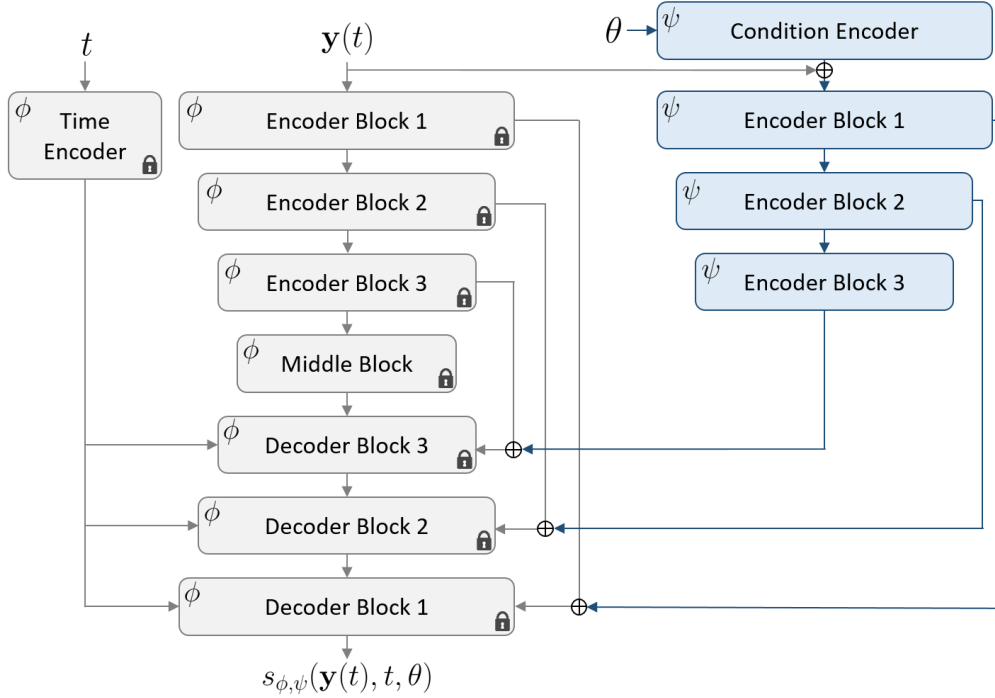 θ
ψ
Condition Encoder
t
y(t)
⊕
ϕ
Time
Encoder
ϕ
Encoder Block 1
ψ
Encoder Block 1
ϕ
Encoder Block 2
ψ
Encoder Block 2
ϕ
Encoder Block 3
ψ
Encoder Block 3
ϕ
Middle Block
ϕ
Decoder Block 3
⊕
ϕ
Decoder Block 2
⊕
ϕ
Decoder Block 1
⊕
s_{ϕ,ψ}(y(t), t, θ)